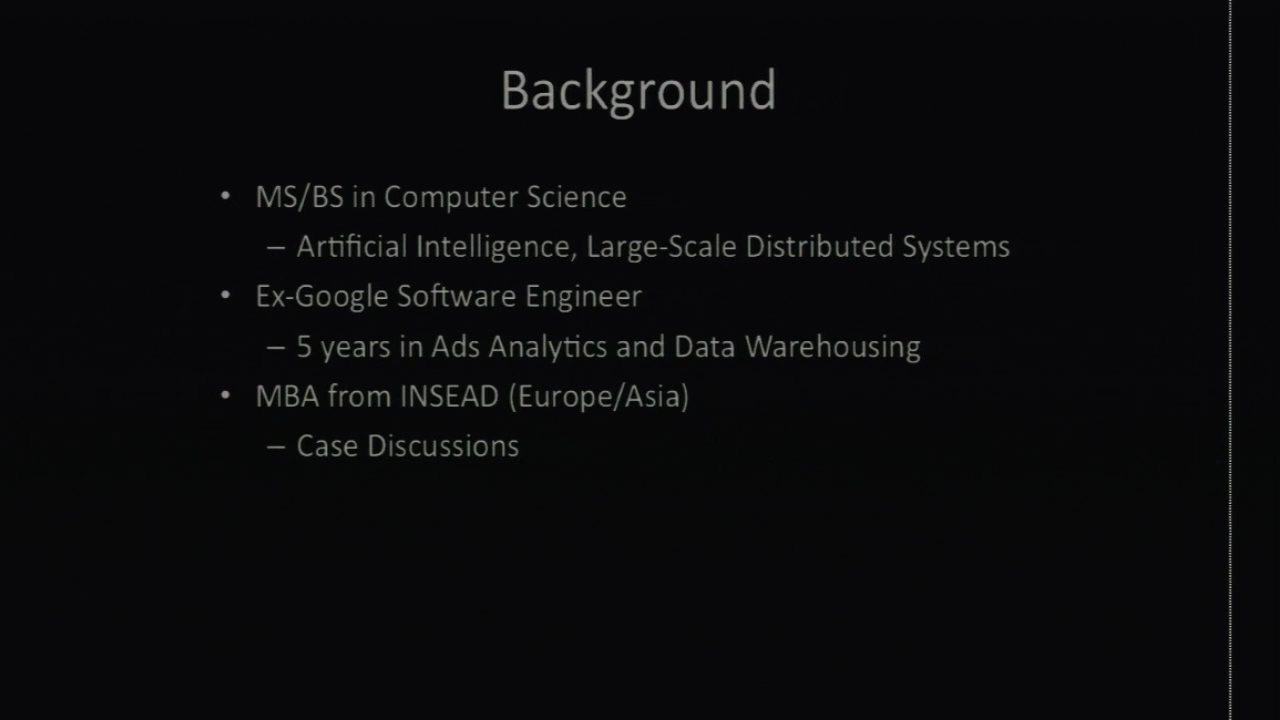 Background
• MS/BS in Computer Science
– Artificial Intelligence, Large-Scale Distributed Systems
• Ex-Google Software Engineer
– 5 years in Ads Analytics and Data Warehousing
• MBA from INSEAD (Europe/Asia)
– Case Discussions